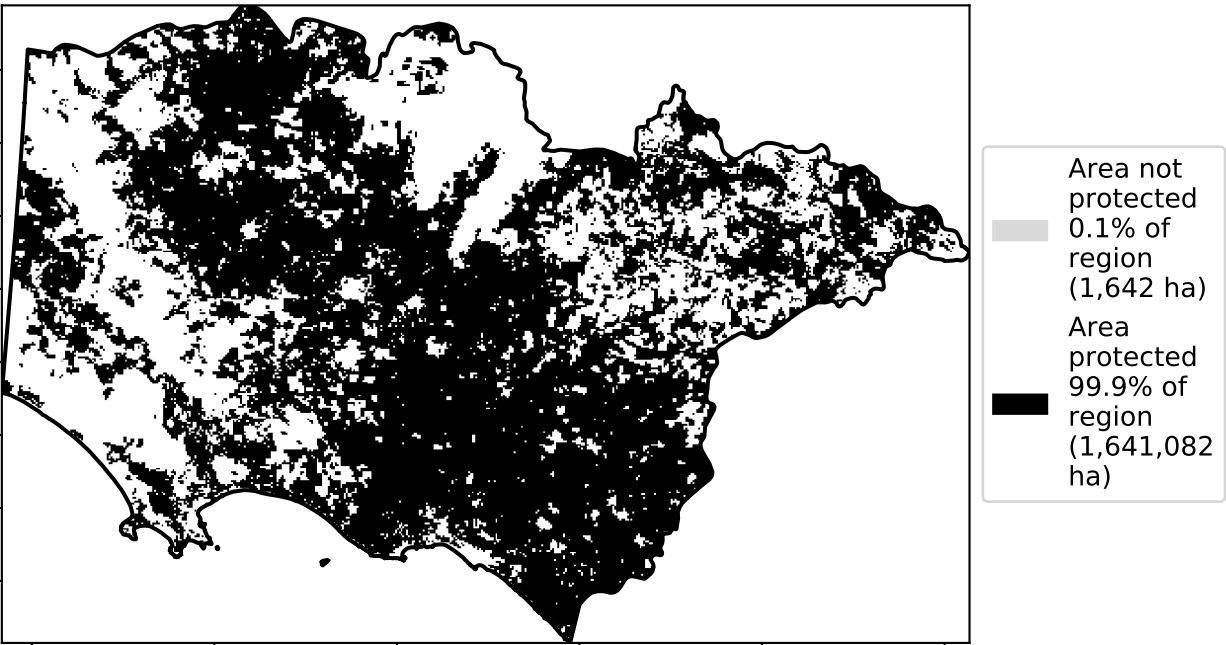 Area not
protected
0.1% of
region
(1,642 ha)
Area
protected
99.9% of
region
(1,641,082
ha)